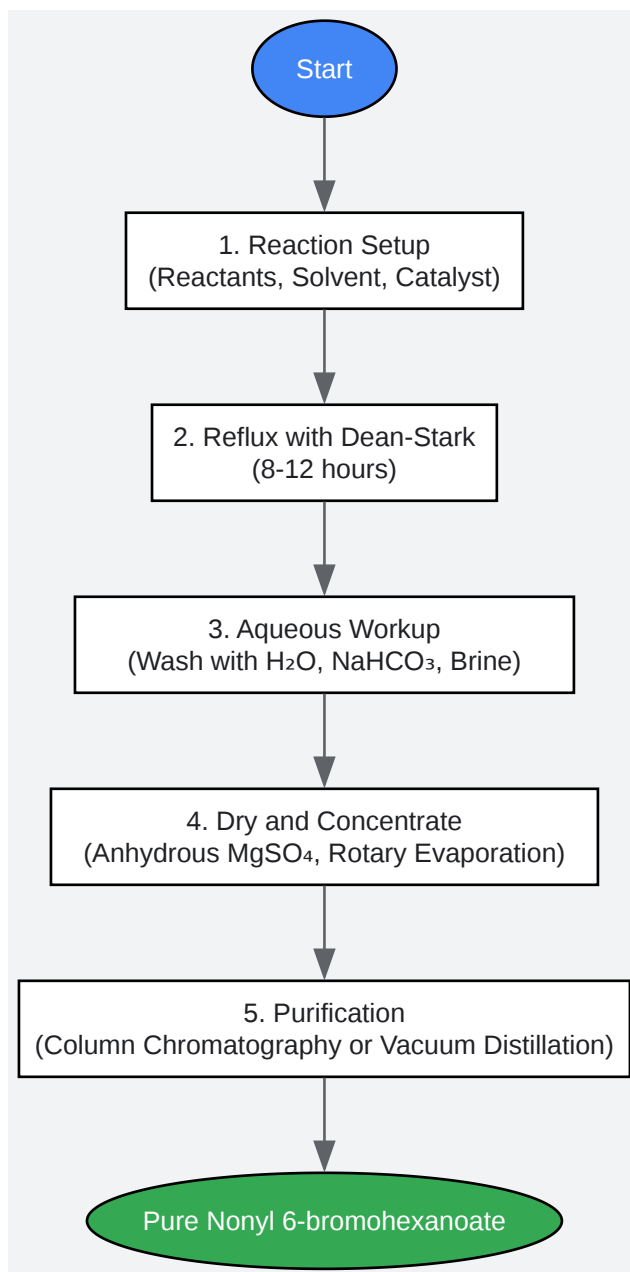 Start
1. Reaction Setup
(Reactants, Solvent, Catalyst)
2. Reflux with Dean-Stark
(8-12 hours)
3. Aqueous Workup
(Wash with H₂O, NaHCO₃, Brine)
4. Dry and Concentrate
(Anhydrous MgSO₄, Rotary Evaporation)
5. Purification
(Column Chromatography or Vacuum Distillation)
Pure Nonyl 6-bromohexanoate